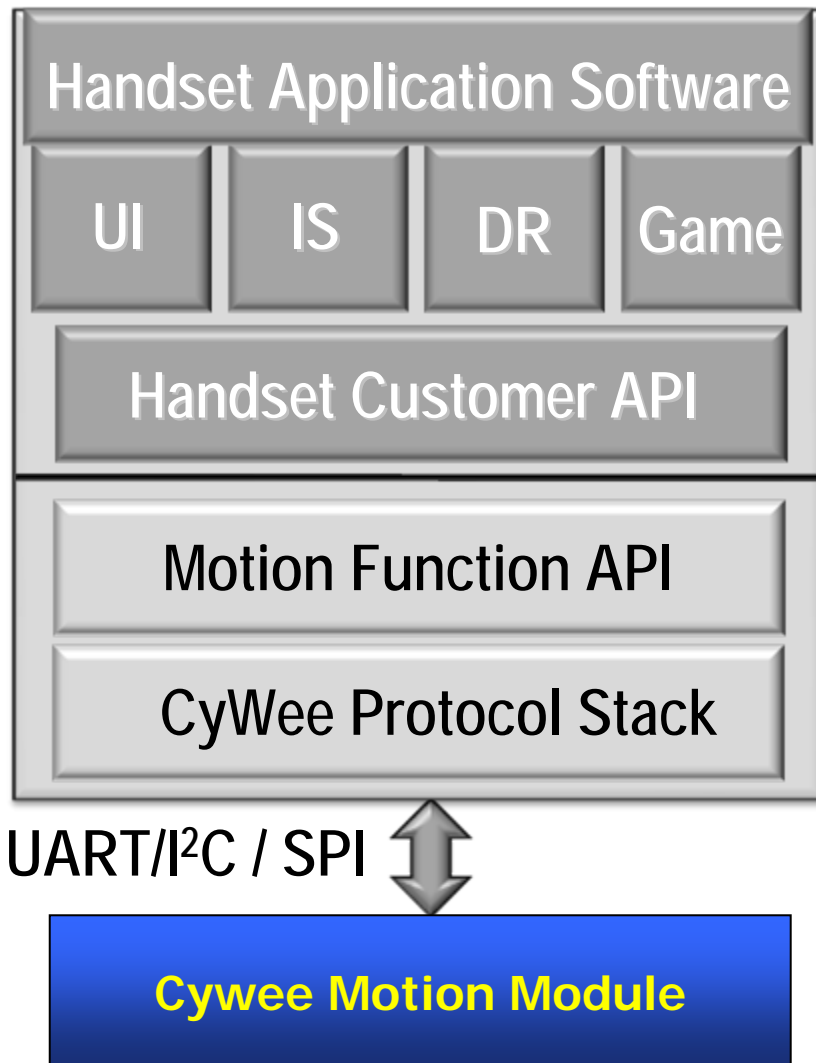 Handset Application Software
UI
IS
DR
Game
Handset Customer API
Motion Function API
CyWee Protocol Stack
UART/I²C / SPI
Cywee Motion Module